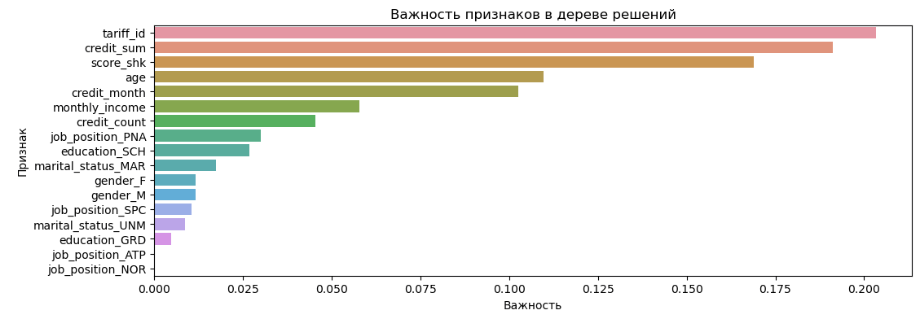 Важность признаков в дереве решений
tariff_id
credit_sum
score_shk
age
credit_month
monthly_income
credit_count
job_position_PNA
education_SCH
marital_status_MAR
gender_F
gender_M
job_position_SPC
marital_status_UNM
education_GRD
job_position_ATP
job_position_NOR
Признак
0.000 0.025 0.050 0.075 0.100 0.125 0.150 0.175 0.200
Важность